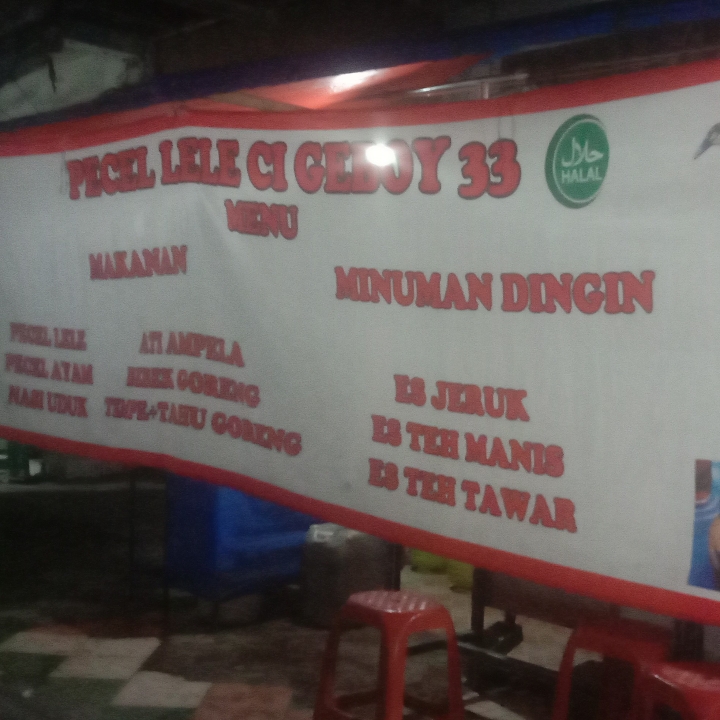 PECEL LELE CI GEBOY 33
حلال
HALAL
MENU
MAKANAN
PECEL LELE
PECEL AYAM
NASI UDUK
ATI AMPELA
BEBEK GORENG
TEMPE+TAHU GORENG
MINUMAN DINGIN
ES JERUK
ES TEH MANIS
ES TEH TAWAR